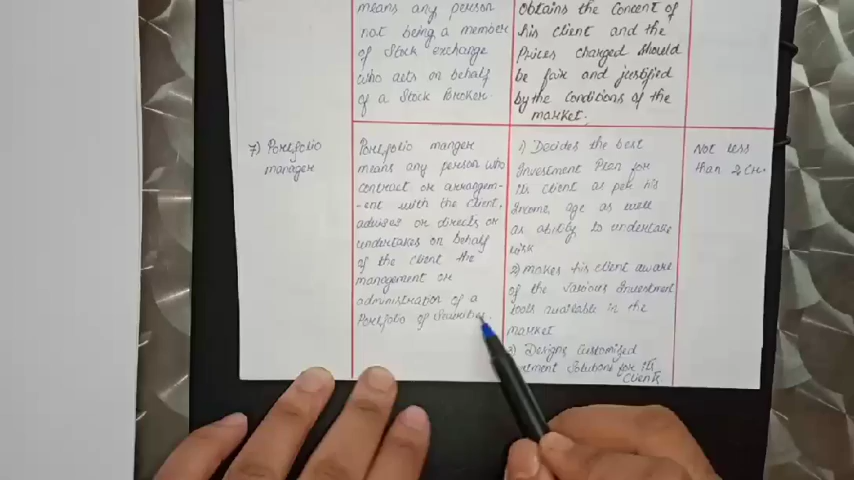 means any person
not being a member
of Stock exchange
who acts on behalf
of a Stock Broker.
obtains the concent of
his client and the
Prices charged should
be fair and justified
by the conditions of the
market.
7) Portfolio
manager
Portfolio manger
means any person who
contract or arrangem-
-ent with the client,
advises or directs or
undertakes on behalf
of the client the
management or
administration of a
Portfolio of Securities.
1) Decides the best
Investment Plan for
its client as per his
Income, age as well
as ability to undertake
risk
2) makes his client aware
of the various Investment
tools available in the
market
3) Designs Customized
stment Solutions for its
Client.
Not less
than 2 Cr.